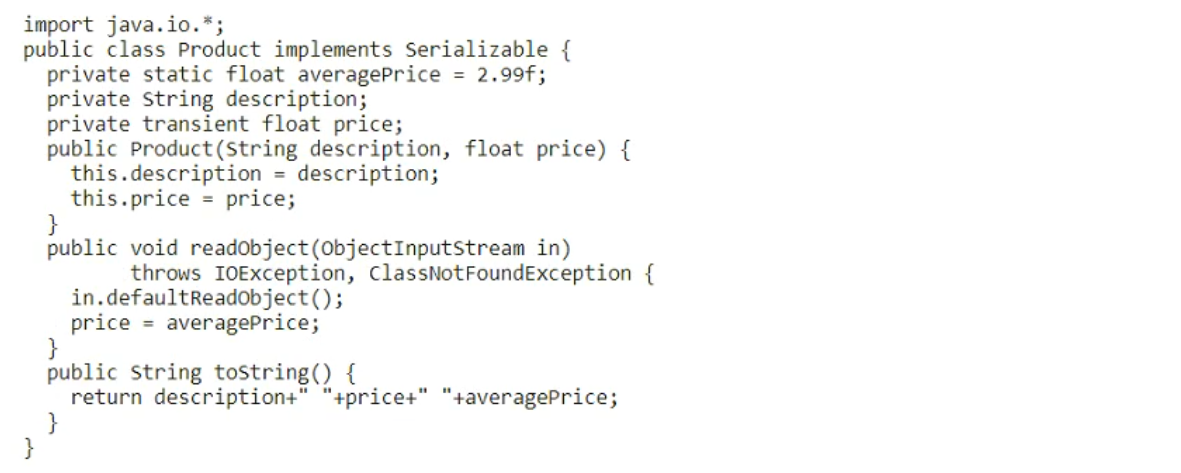 import java.io.*;
public class Product implements Serializable {
private static float averagePrice = 2.99f;
private String description;
private transient float price;
public Product(String description, float price) {
this.description = description;
this.price = price;
}
public void readObject(ObjectInputStream in)
throws IOException, ClassNotFoundException {
in.defaultReadObject();
price = averagePrice;
}
public String toString() {
return description+" "+price+" "+averagePrice;
}
}